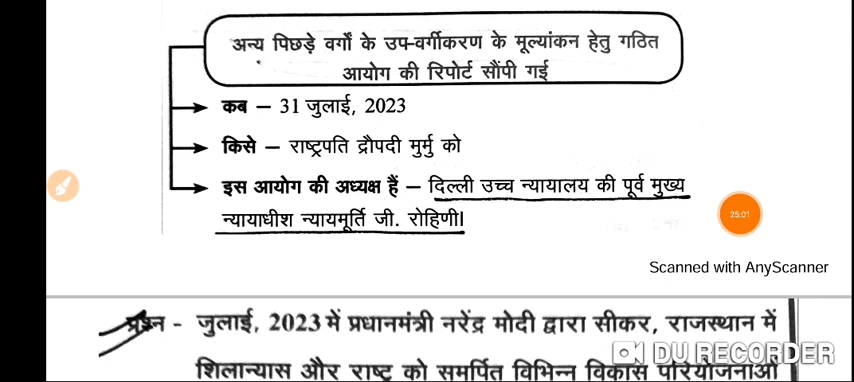 अन्य पिछड़े वर्गों के उप-वर्गीकरण के मूल्यांकन हेतु गठित
आयोग की रिपोर्ट सौंपी गई
कब – 31 जुलाई, 2023
किसे – राष्ट्रपति द्रौपदी मुर्मु को
इस आयोग की अध्यक्ष हैं – दिल्ली उच्च न्यायालय की पूर्व मुख्य
न्यायाधीश न्यायमूर्ति जी. रोहिणी।
25:01
Scanned with AnyScanner
प्रश्न - जुलाई, 2023 में प्रधानमंत्री नरेंद्र मोदी द्वारा सीकर, राजस्थान में
शिलान्यास और राष्ट्र को समर्पित विभिन्न विकास परियोजनाओं
DU RECORDER